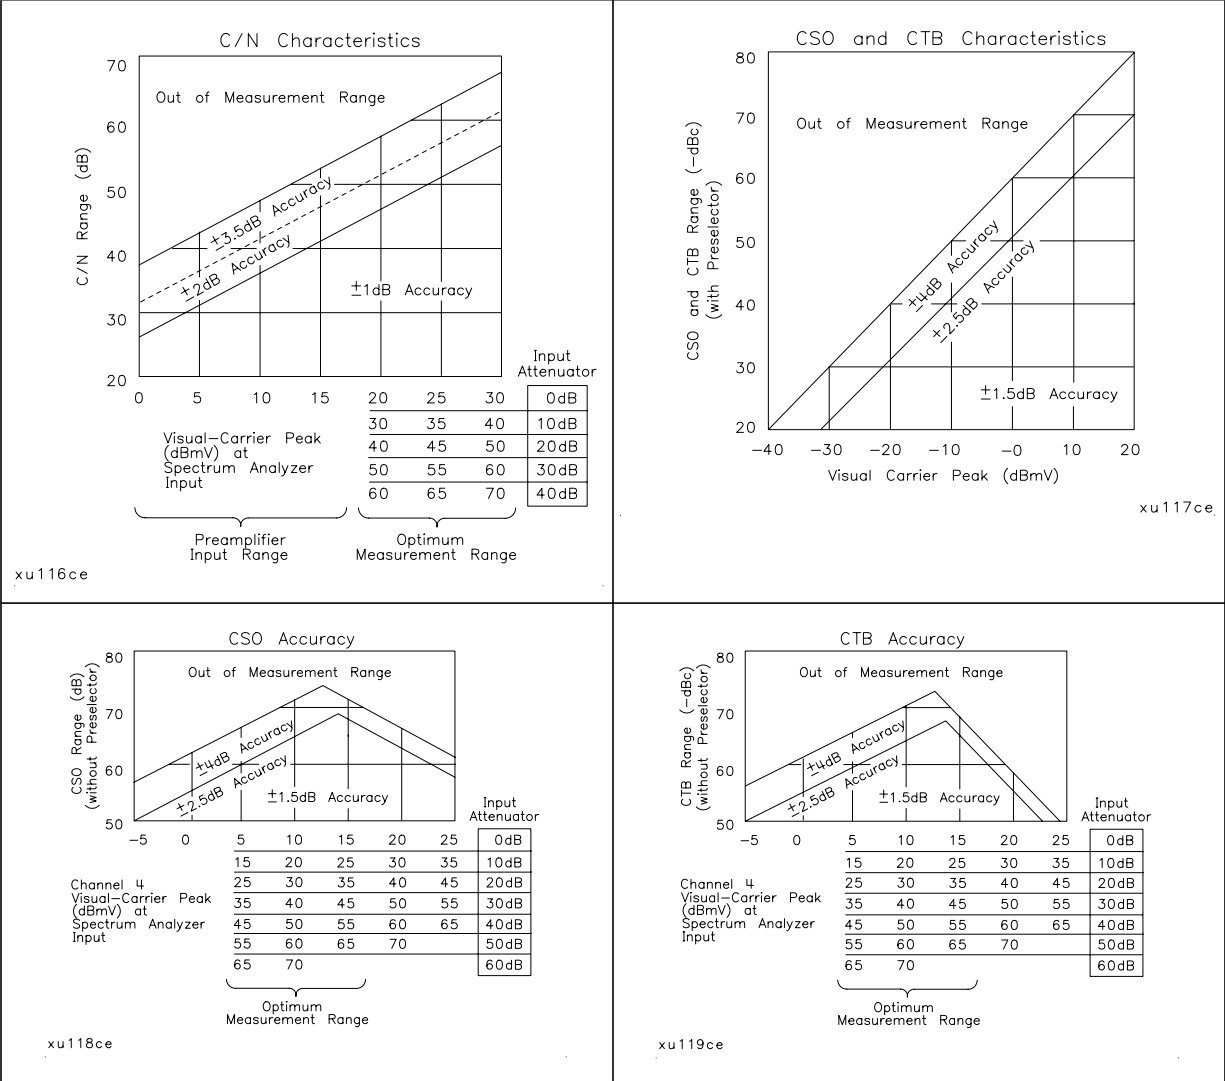 C/N Characteristics
70
60
50
40
30
20
C/N Range (dB)
Out of Measurement Range
±3.5dB Accuracy
±2dB Accuracy
±1dB Accuracy
Input
Attenuator
0 5 10 15 20 25 30 0dB
30 35 40 10dB
40 45 50 20dB
50 55 60 30dB
60 65 70 40dB
Visual-Carrier Peak
(dBmV) at
Spectrum Analyzer
Input
Preamplifier
Input Range
Optimum
Measurement Range
xu116ce
CSO and CTB Characteristics
80
70
60
50
40
30
20
CSO and CTB Range (-dBc)
(with Preselector)
Out of Measurement Range
±4dB Accuracy
±2.5dB Accuracy
±1.5dB Accuracy
-40 -30 -20 -10 -0 10 20
Visual Carrier Peak (dBmV)
xu117ce
CSO Accuracy
80
70
60
50
CSO Range (dB)
(without Preselector)
Out of Measurement Range
±4dB Accuracy
±2.5dB Accuracy
±1.5dB Accuracy
Input
Attenuator
-5 0 5 10 15 20 25 0dB
15 20 25 30 35 10dB
25 30 35 40 45 20dB
35 40 45 50 55 30dB
45 50 55 60 65 40dB
55 60 65 70 50dB
65 70 60dB
Channel 4
Visual-Carrier Peak
(dBmV) at
Spectrum Analyzer
Input
Optimum
Measurement Range
xu118ce
CTB Accuracy
80
70
60
50
CTB Range (-dBc)
(without Preselector)
Out of Measurement Range
±4dB Accuracy
±2.5dB Accuracy
±1.5dB Accuracy
Input
Attenuator
-5 0 5 10 15 20 25 0dB
15 20 25 30 35 10dB
25 30 35 40 45 20dB
35 40 45 50 55 30dB
45 50 55 60 65 40dB
55 60 65 70 50dB
65 70 60dB
Channel 4
Visual-Carrier Peak
(dBmV) at
Spectrum Analyzer
Input
Optimum
Measurement Range
xu119ce